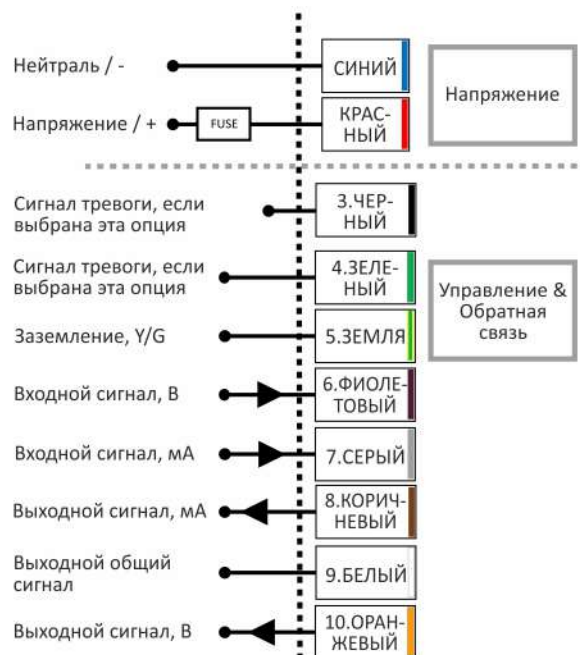 Нейтраль / -
СИНИЙ
Напряжение
Напряжение / +
FUSE
КРАС-
НЫЙ
Сигнал тревоги, если
выбрана эта опция
3.ЧЕР-
НЫЙ
Сигнал тревоги, если
выбрана эта опция
4.ЗЕЛЕ-
НЫЙ
Управление &
Обратная
связь
Заземление, Y/G
5.ЗЕМЛЯ
Входной сигнал, В
6.ФИОЛЕ-
ТОВЫЙ
Входной сигнал, мА
7.СЕРЫЙ
Выходной сигнал, мА
8.КОРИЧ-
НЕВЫЙ
Выходной общий
сигнал
9.БЕЛЫЙ
Выходной сигнал, В
10.ОРАН-
ЖЕВЫЙ